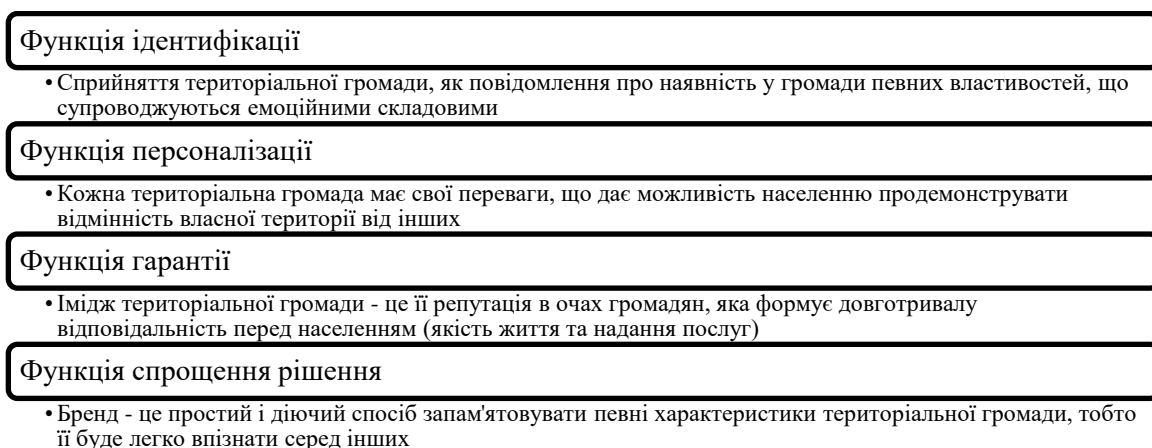 Функція ідентифікації
• Сприйняття територіальної громади, як повідомлення про наявність у громади певних властивостей, що
супроводжуються емоційними складовими
Функція персоналізації
• Кожна територіальна громада має свої переваги, що дає можливість населенню продемонструвати
відмінність власної території від інших
Функція гарантії
• Імідж територіальної громади - це її репутація в очах громадян, яка формує довготривалу
відповідальність перед населенням (якість життя та надання послуг)
Функція спрощення рішення
• Бренд - це простий і діючий спосіб запам'ятовувати певні характеристики територіальної громади, тобто
її буде легко впізнати серед інших